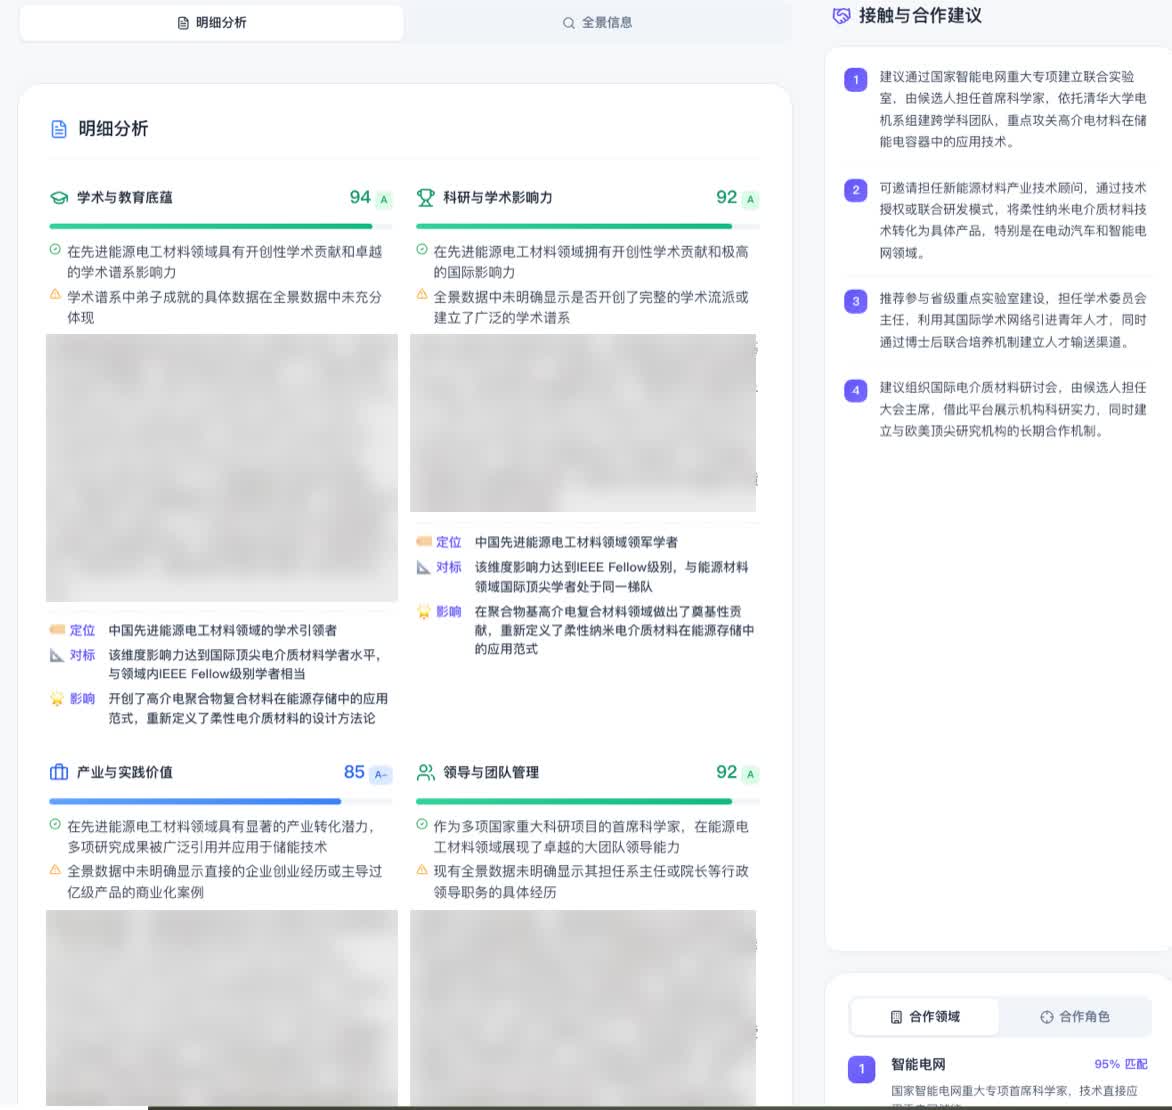 明细分析
全景信息
明细分析
学术与教育底蕴
94 A
在先进能源电工材料领域具有开创性学术贡献和卓越
的学术谱系影响力
学术谱系中弟子成就的具体数据在全景数据中未充分
体现
定位 中国先进能源电工材料领域的学术引领者
对标 该维度影响力达到国际顶尖电介质材料学者水平，
与领域内IEEE Fellow级别学者相当
影响 开创了高介电聚合物复合材料在能源存储中的应用
范式，重新定义了柔性电介质材料的设计方法论
科研与学术影响力
92 A
在先进能源电工材料领域拥有开创性学术贡献和极高
的国际影响力
全景数据中未明确显示是否开创了完整的学术流派或
建立了广泛的学术谱系
定位 中国先进能源电工材料领域领军学者
对标 该维度影响力达到IEEE Fellow级别，与能源材料
领域国际顶尖学者处于同一梯队
影响 在聚合物基高介电复合材料领域做出了奠基性贡
献，重新定义了柔性纳米电介质材料在能源存储中
的应用范式
产业与实践价值
85 A-
在先进能源电工材料领域具有显著的产业转化潜力，
多项研究成果被广泛引用并应用于储能技术
全景数据中未明确显示直接的企业创业经历或主导过
亿级产品的商业化案例
领导与团队管理
92 A
作为多项国家重大科研项目的首席科学家，在能源电
工材料领域展现了卓越的大团队领导能力
现有全景数据未明确显示其担任系主任或院长等行政
领导职务的具体经历
接触与合作建议
1 建议通过国家智能电网重大专项建立联合实验
室，由候选人担任首席科学家，依托清华大学电
机系组建跨学科团队，重点攻关高介电材料在储
能电容器中的应用技术。
2 可邀请担任新能源材料产业技术顾问，通过技术
授权或联合研发模式，将柔性纳米电介质材料技
术转化为具体产品，特别是在电动汽车和智能电
网领域。
3 推荐参与省级重点实验室建设，担任学术委员会
主任，利用其国际学术网络引进青年人才，同时
通过博士后联合培养机制建立人才输送渠道。
4 建议组织国际电介质材料研讨会，由候选人担任
大会主席，借此平台展示机构科研实力，同时建
立与欧美顶尖研究机构的长期合作机制。
合作领域
合作角色
1 智能电网 95% 匹配
国家智能电网重大专项首席科学家，技术直接应